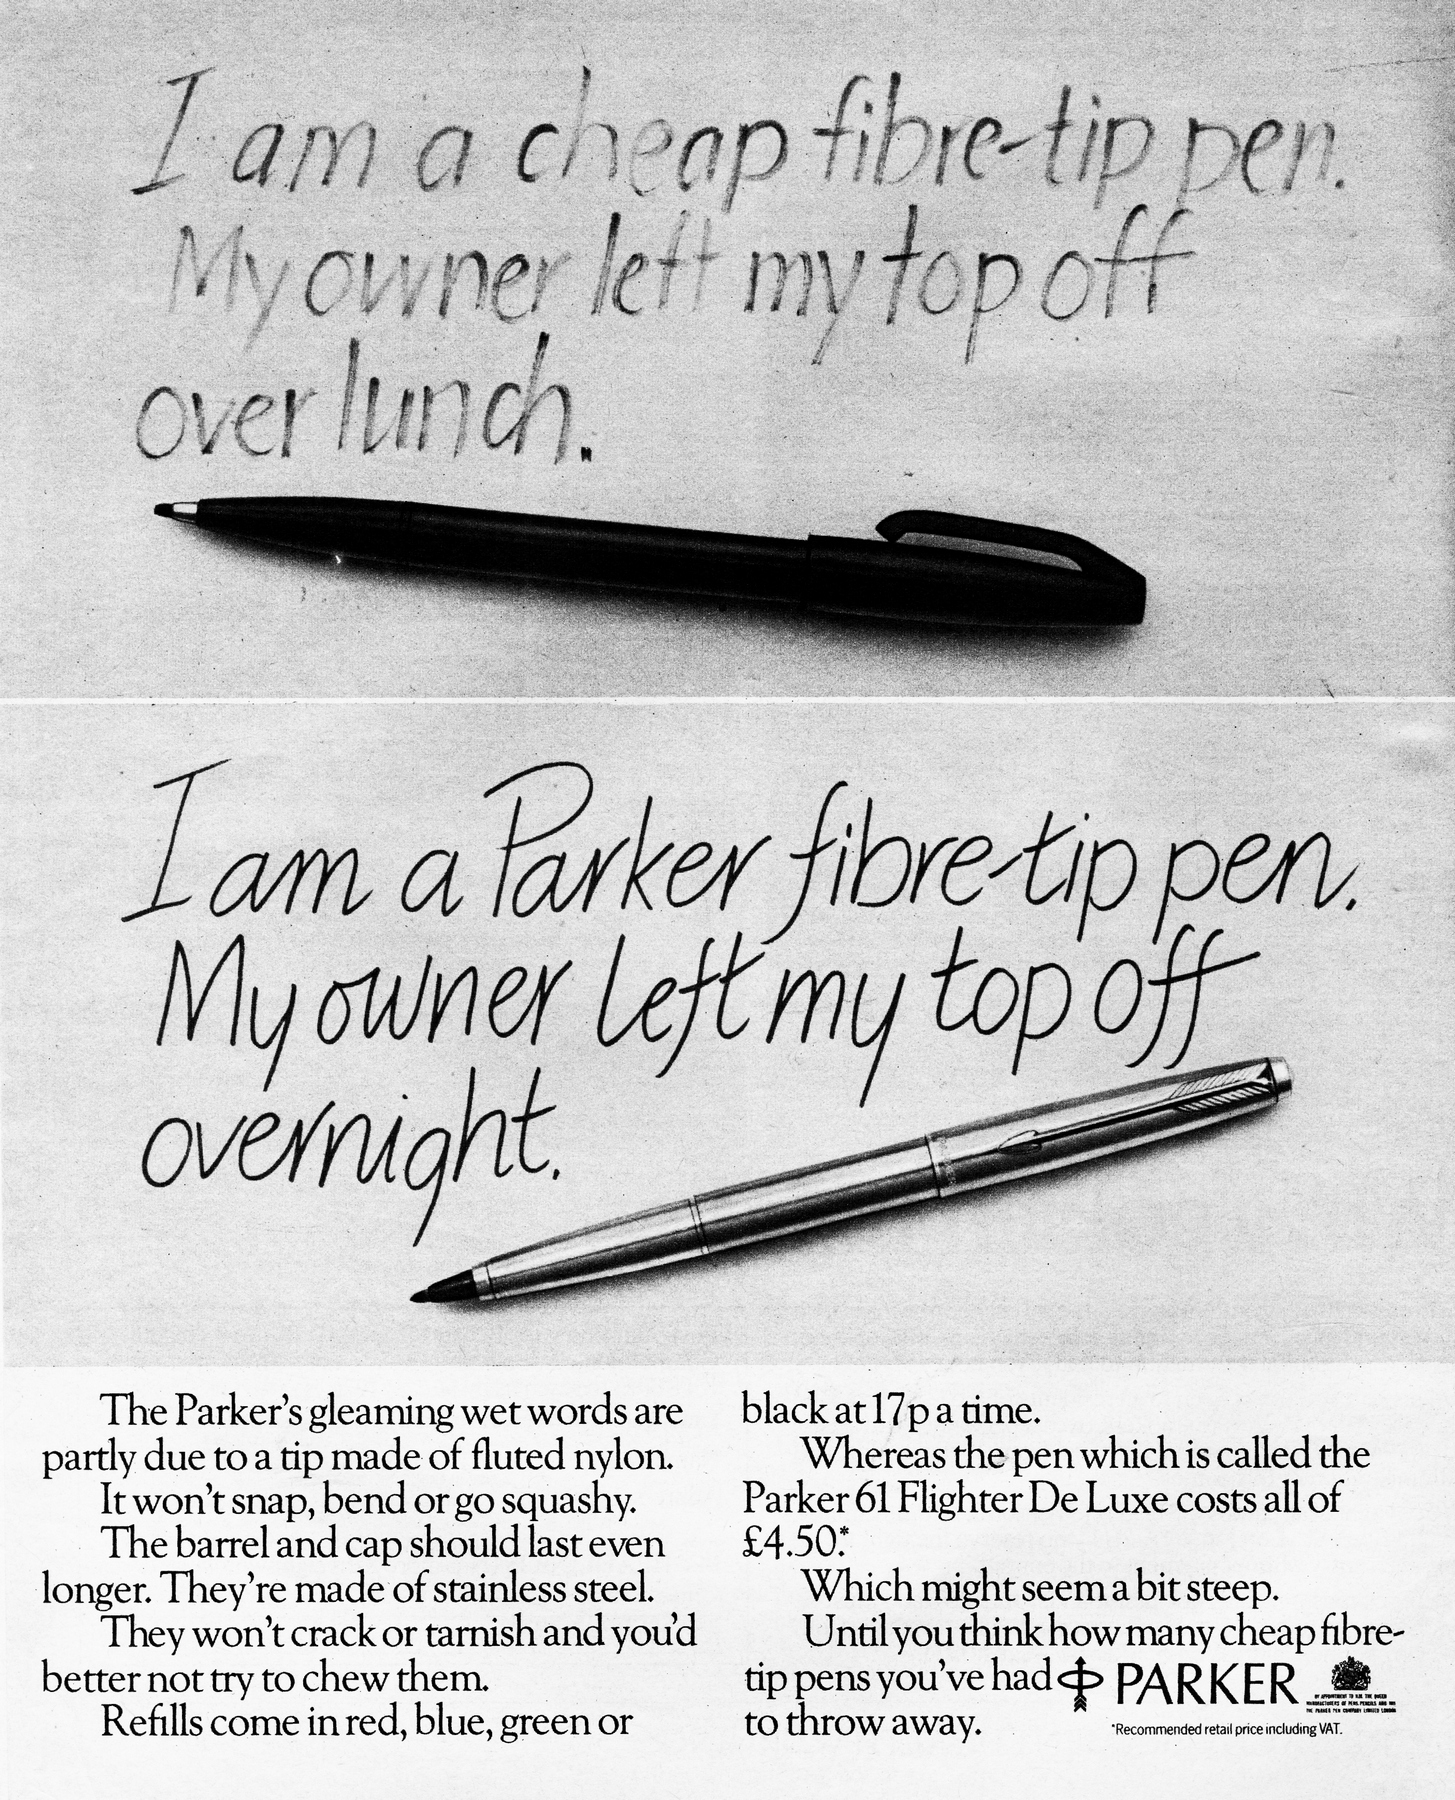 I am a cheap fibre-tip pen.
My owner left my top off
over lunch.
I am a Parker fibre-tip pen.
My owner left my top off
overnight.
The Parker's gleaming wet words are
partly due to a tip made of fluted nylon.
It won't snap, bend or go squashy.
The barrel and cap should last even
longer. They're made of stainless steel.
They won't crack or tarnish and you'd
better not try to chew them.
Refills come in red, blue, green or
black at 17p a time.
Whereas the pen which is called the
Parker 61 Flighter De Luxe costs all of
£4.50.*
Which might seem a bit steep.
Until you think how many cheap fibre-
tip pens you've had
to throw away.
PARKER
BY APPOINTMENT TO H.M. THE QUEEN
MANUFACTURERS OF PENS, PENCILS AND INK
THE PARKER PEN COMPANY LIMITED LONDON
*Recommended retail price including VAT.